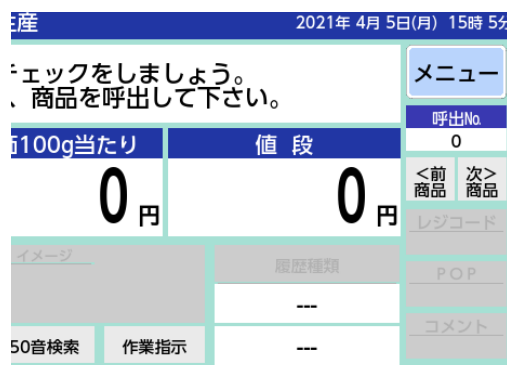 生産 2021年 4月 5日(月) 15時 5分
チェックをしましょう。
、商品を呼出して下さい。
メニュー
呼出No.
0
価100g当たり 値 段
0円 0円
<前商品 次>商品
レジコード
イメージ 履歴種類
POP
---
コメント
50音検索 作業指示 ---